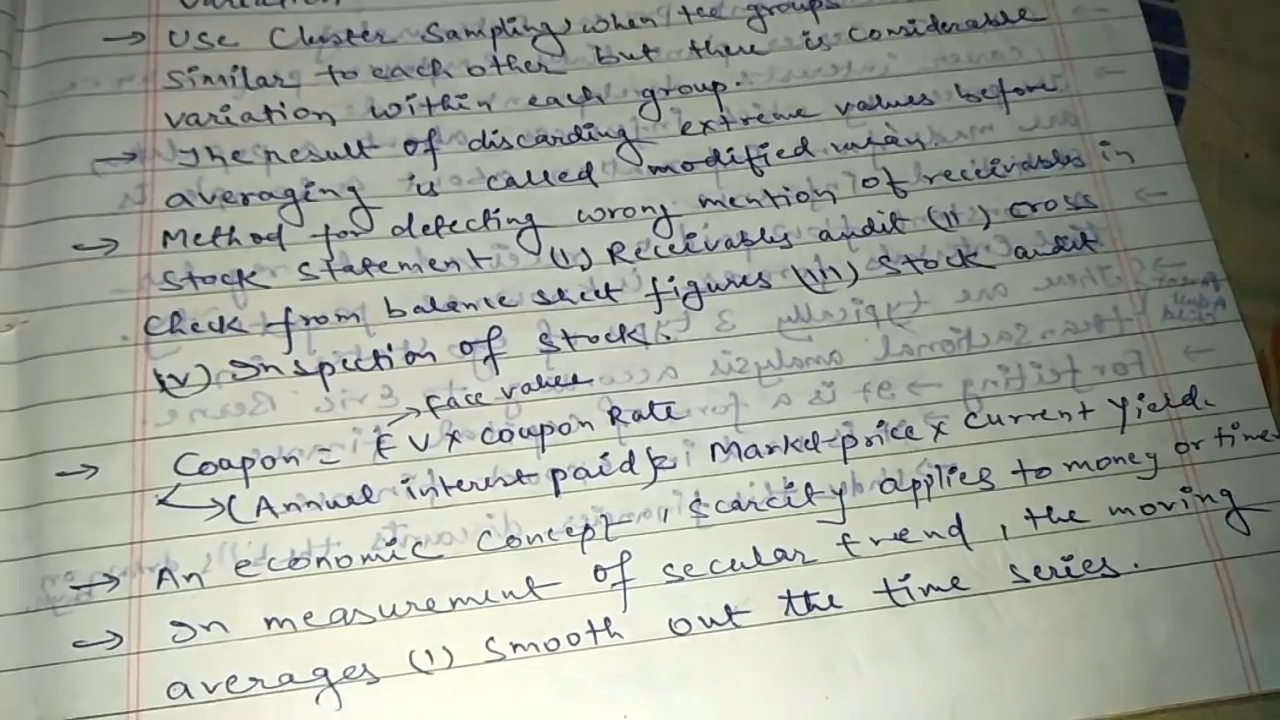 variation
→ Use Cluster Sampling, when tee groups
similar to each other but there is considerable
variation within each group.
→ The result of discarding extreme values before
averaging is called modified mean.
→ Method for detecting wrong mention of receivables in
stock statement (i) Receivables audit (ii) cross
check from balance sheet figures (iii) stock audit
(iv) Inspection of stocks.
→ face value
→ Coupon = FV x coupon Rate
↳ (Annual interest paid) Market-price x Current Yield.
→ An economic concept, scarcity applies to money or time.
→ In measurement of secular trend, the moving
averages (i) smooth out the time series.